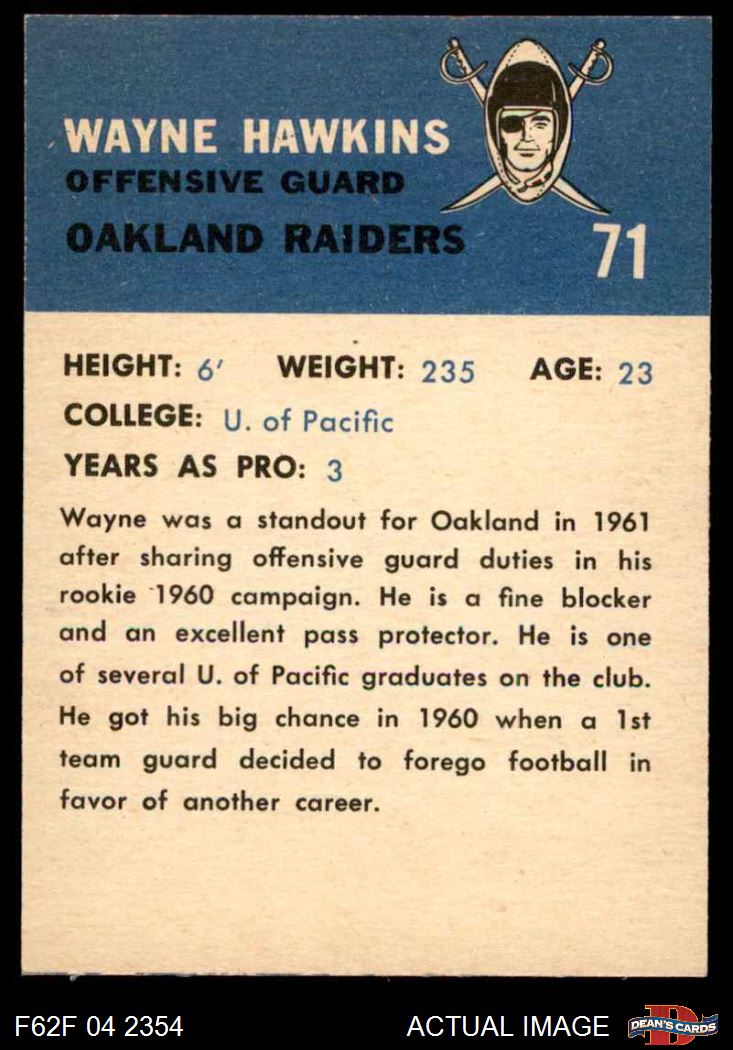 WAYNE HAWKINS
OFFENSIVE GUARD
OAKLAND RAIDERS
71
HEIGHT: 6' WEIGHT: 235 AGE: 23
COLLEGE: U. of Pacific
YEARS AS PRO: 3
Wayne was a standout for Oakland in 1961
after sharing offensive guard duties in his
rookie 1960 campaign. He is a fine blocker
and an excellent pass protector. He is one
of several U. of Pacific graduates on the club.
He got his big chance in 1960 when a 1st
team guard decided to forego football in
favor of another career.
F62F 04 2354 ACTUAL IMAGE D DEAN'S CARDS